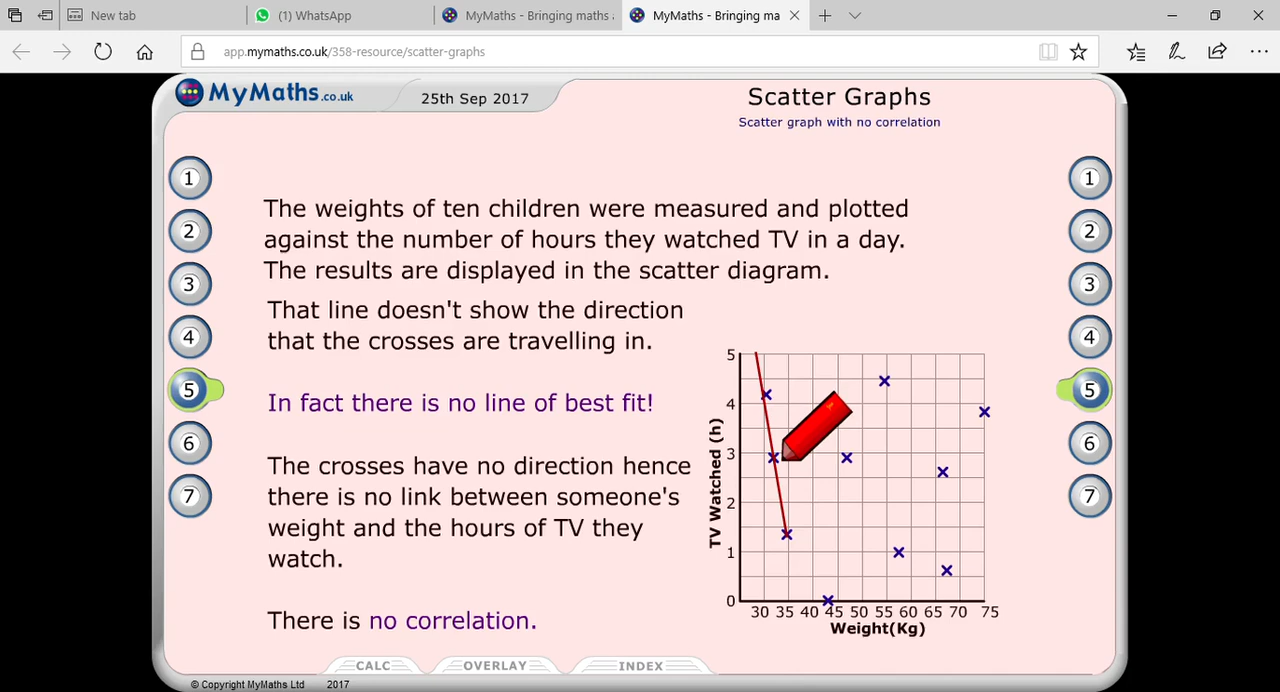 New tab
(1) WhatsApp
MyMaths - Bringing maths
MyMaths - Bringing ma
app.mymaths.co.uk/358-resource/scatter-graphs
MyMaths.co.uk
25th Sep 2017
Scatter Graphs
Scatter graph with no correlation
1
2
3
4
5
6
7
The weights of ten children were measured and plotted
against the number of hours they watched TV in a day.
The results are displayed in the scatter diagram.
That line doesn't show the direction
that the crosses are travelling in.
In fact there is no line of best fit!
The crosses have no direction hence
there is no link between someone's
weight and the hours of TV they
watch.
There is no correlation.
TV Watched (h)
5
4
3
2
1
0
30 35 40 45 50 55 60 65 70 75
Weight(Kg)
1
2
3
4
5
6
7
CALC
OVERLAY
INDEX
© Copyright MyMaths Ltd 2017